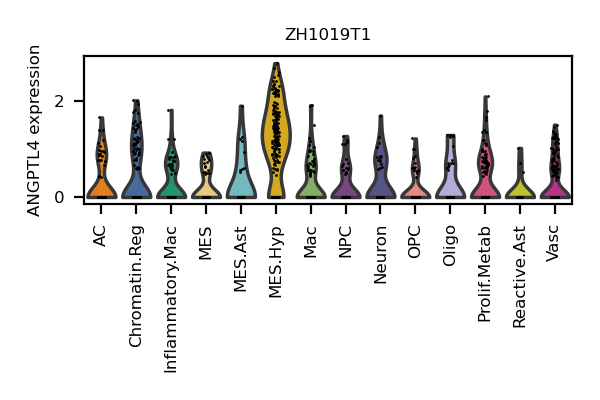 ZH1019T1
ANGPTL4 expression
2
0
AC
Chromatin.Reg
Inflammatory.Mac
MES
MES.Ast
MES.Hyp
Mac
NPC
Neuron
OPC
Oligo
Prolif.Metab
Reactive.Ast
Vasc